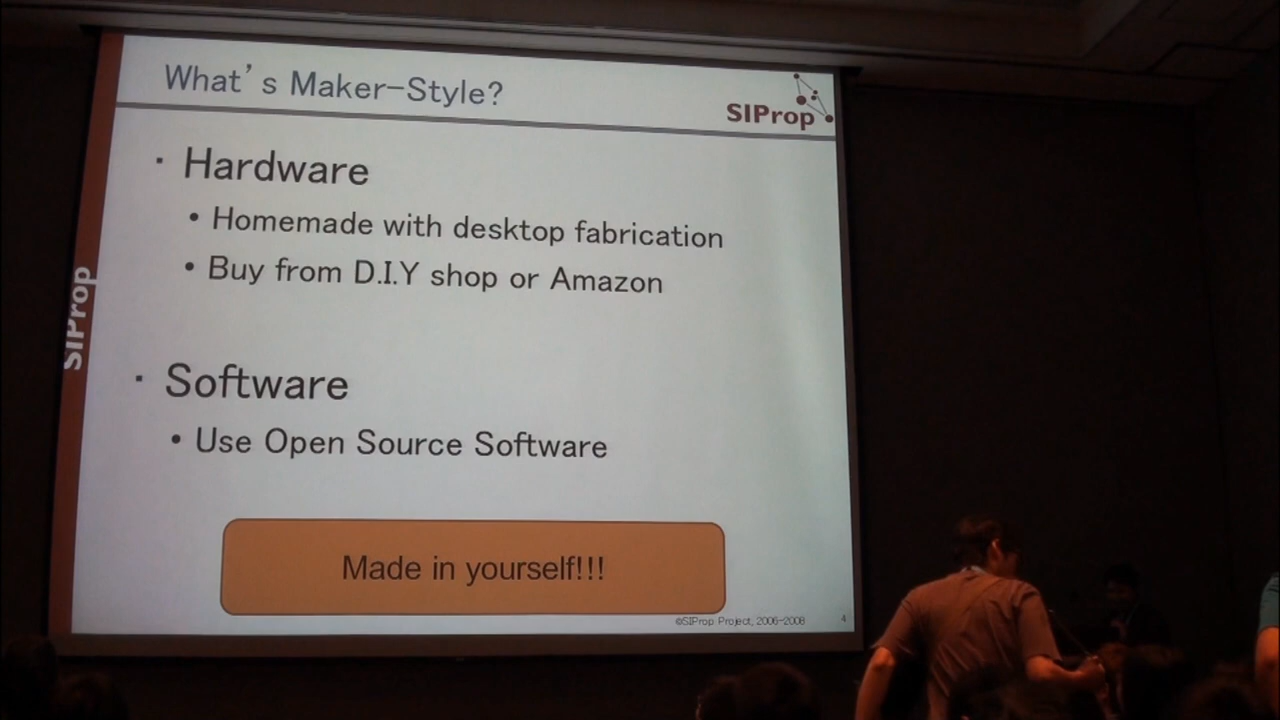 What's Maker-Style?
SIProp
· Hardware
• Homemade with desktop fabrication
• Buy from D.I.Y shop or Amazon
SIProp
· Software
• Use Open Source Software
Made in yourself!!!
©SIProp Project, 2006-2008
4